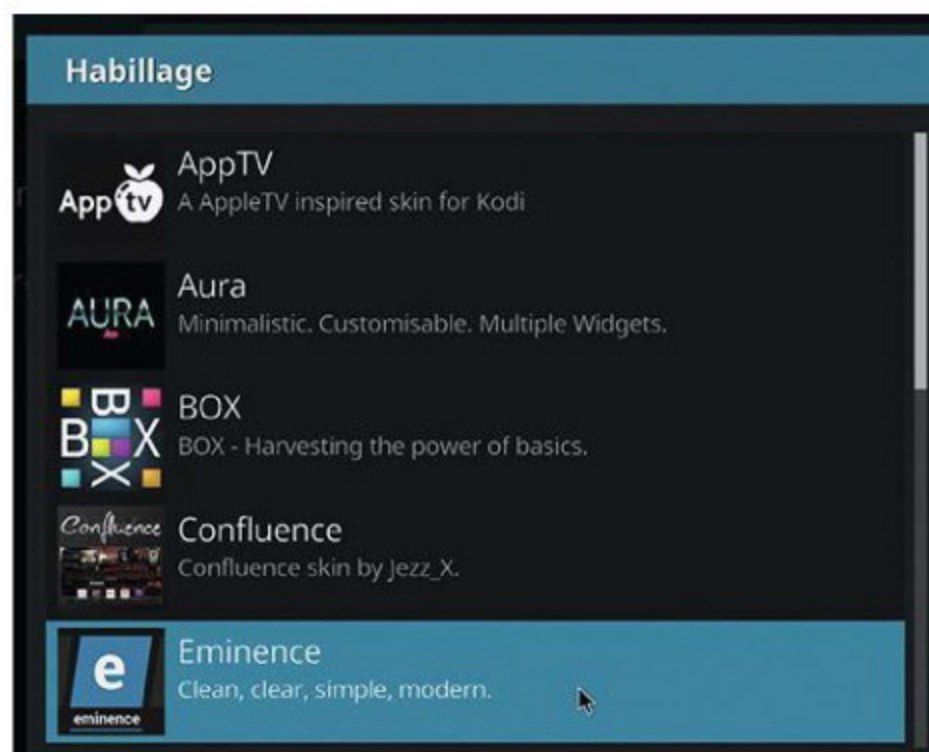 Habillage
App tv
AppTV
A AppleTV inspired skin for Kodi
AURA
Aura
Minimalistic. Customisable. Multiple Widgets.
B
BOX
X
BOX
BOX - Harvesting the power of basics.
Confluence
Confluence
Confluence skin by Jezz_X.
e
eminence
Eminence
Clean, clear, simple, modern.